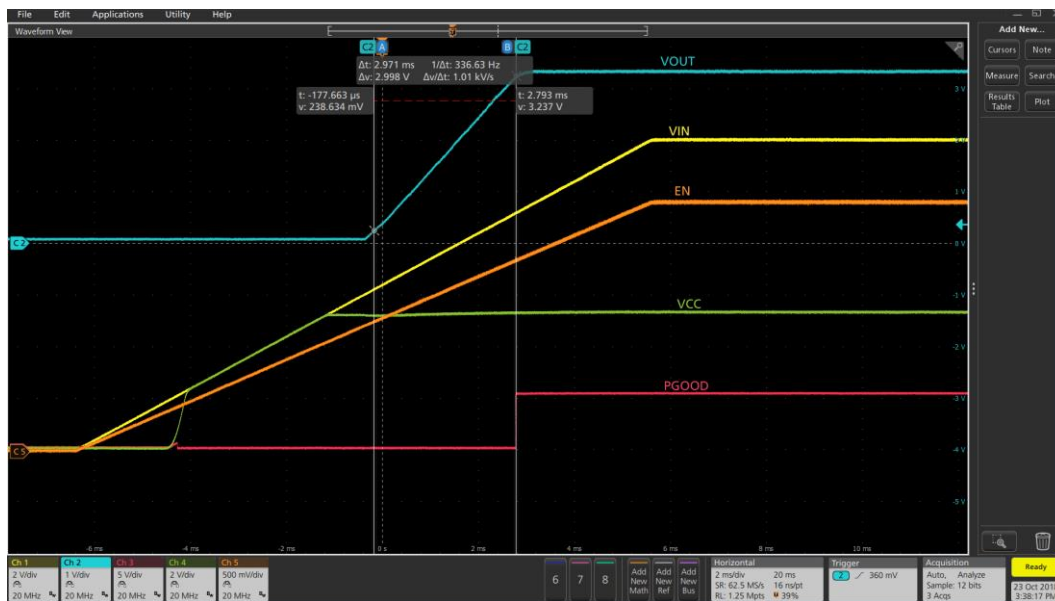 File Edit Applications Utility Help
Waveform View
Add New...
Cursors Note
Measure Search
Results Table Plot
C2 A B C2
Δt: 2.971 ms 1/Δt: 336.63 Hz
Δv: 2.998 V Δv/Δt: 1.01 kV/s
t: -177.663 µs
v: 238.634 mV
t: 2.793 ms
v: 3.237 V
VOUT
3 V
VIN
EN
1 V
C2
0 V
-1 V
VCC
-2 V
PGOOD
-3 V
C5
-4 V
-5 V
-6 ms -4 ms -2 ms 0 s 2 ms 4 ms 6 ms 8 ms 10 ms
Ch 1
2 V/div
20 MHz
Ch 2
1 V/div
20 MHz
Ch 3
5 V/div
20 MHz
Ch 4
2 V/div
20 MHz
Ch 5
500 mV/div
20 MHz
6 7 8
Add New Math
Add New Ref
Add New Bus
Horizontal
2 ms/div 20 ms
SR: 62.5 MS/s 16 ns/pt
RL: 1.25 Mpts 39%
Trigger
2 360 mV
Acquisition
Auto, Analyze
Sample: 12 bits
3 Acqs
Ready
23 Oct 201
3:38:17 PM